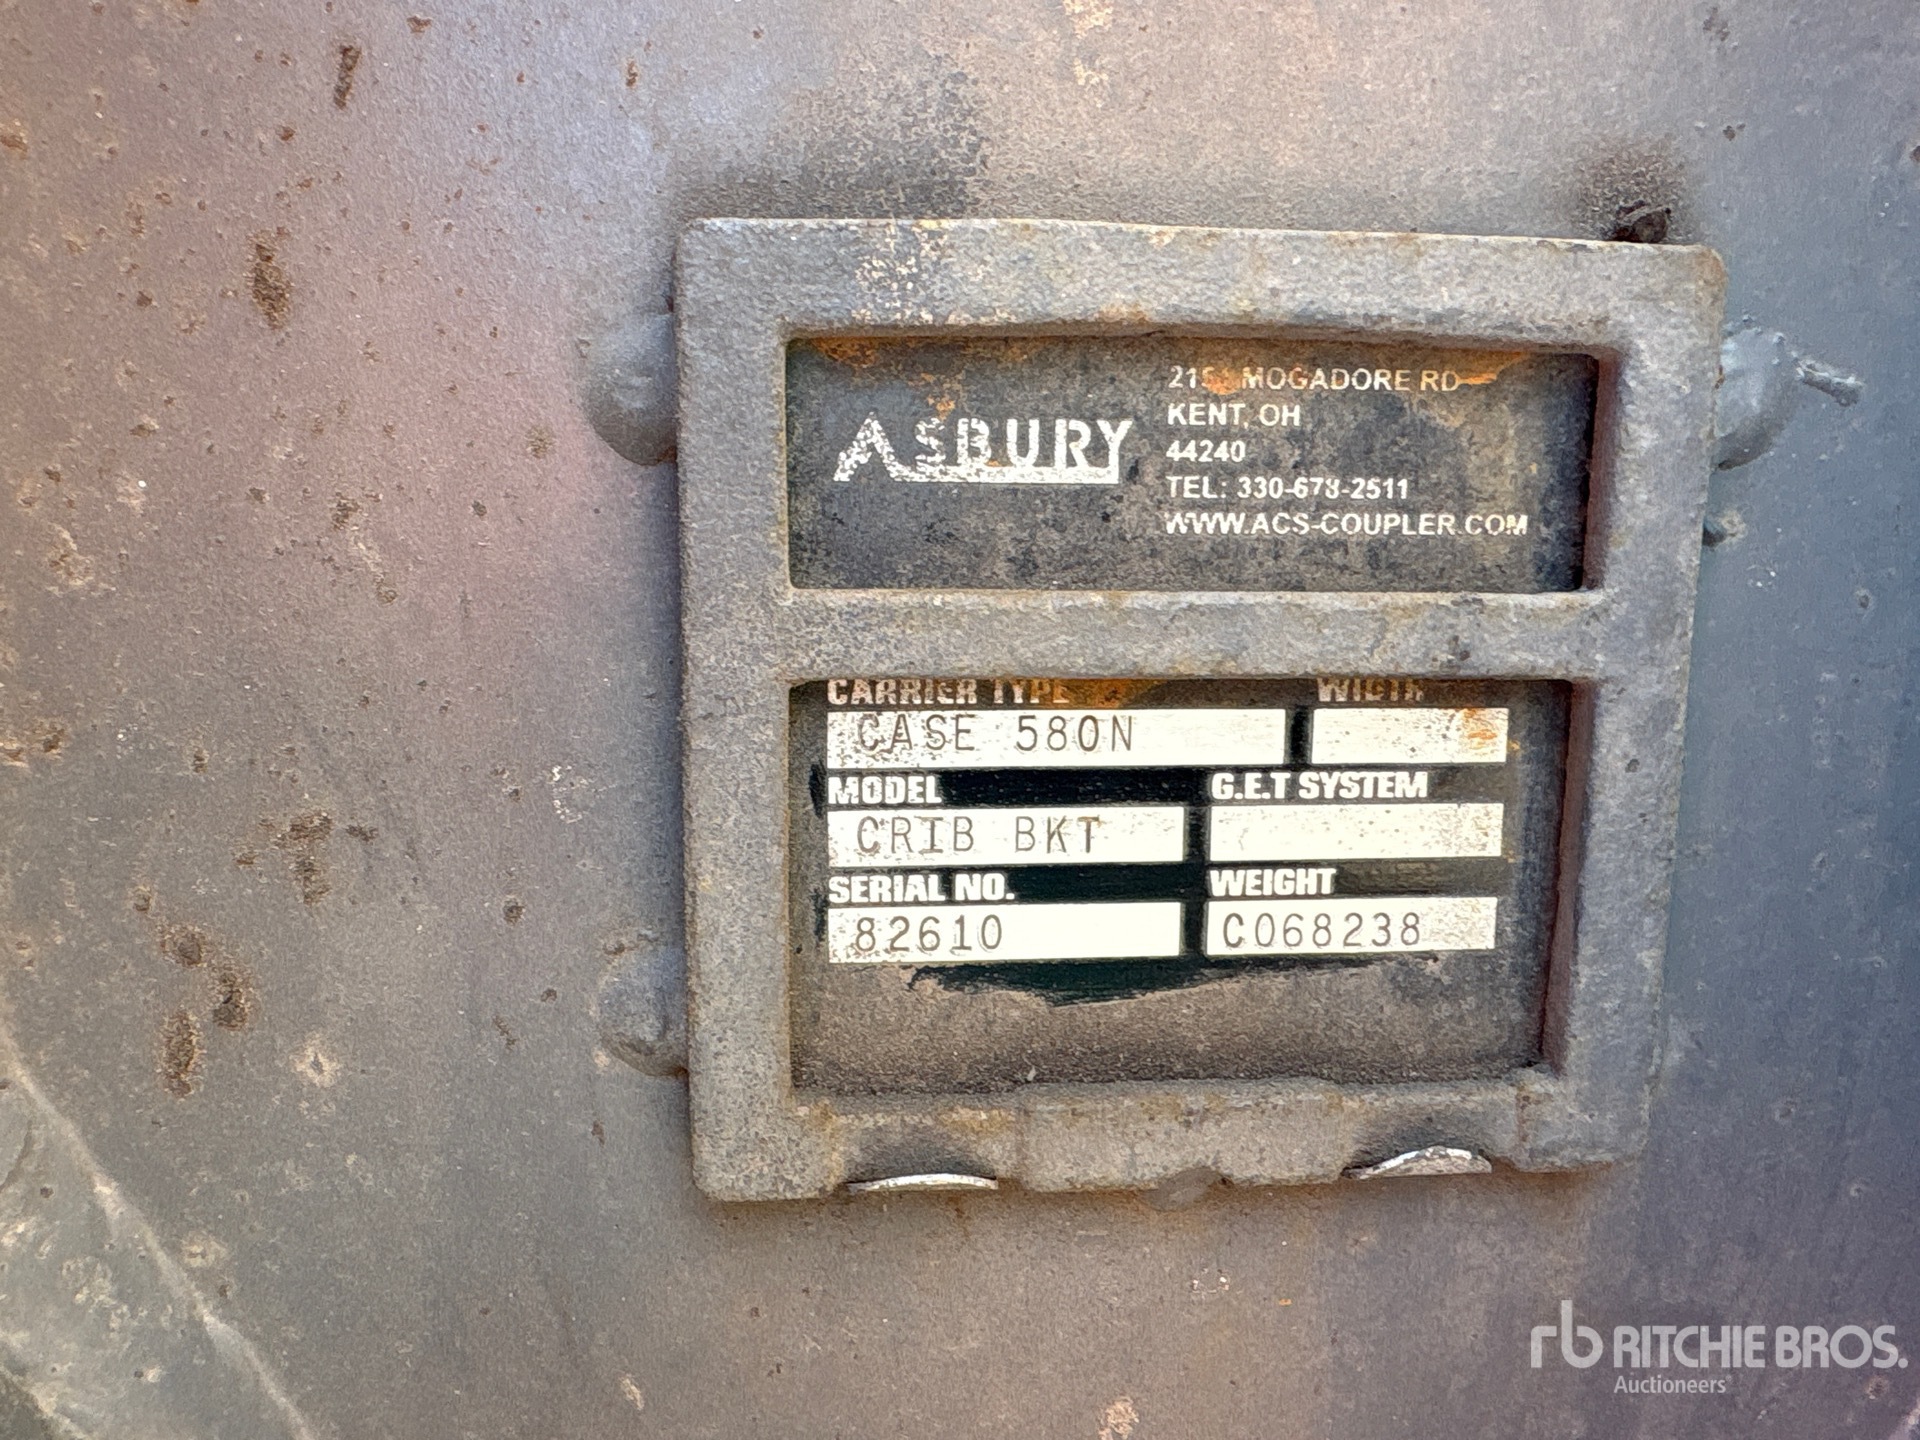 ASBURY
MOGADORE RD
KENT, OH
44240
TEL: 330-678-2511
WWW.ACS-COUPLER.COM
CARRIER TYPE WIDTH
CASE 580N
MODEL G.E.T SYSTEM
CRIB BKT
SERIAL NO. WEIGHT
82610 C068238
rb RITCHIE BROS.
Auctioneers